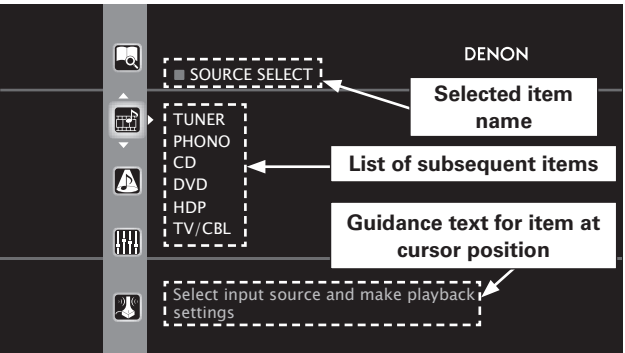 DENON
SOURCE SELECT
Selected item
name
TUNER
PHONO
CD
DVD
HDP
TV/CBL
List of subsequent items
Guidance text for item at
cursor position
Select input source and make playback
settings